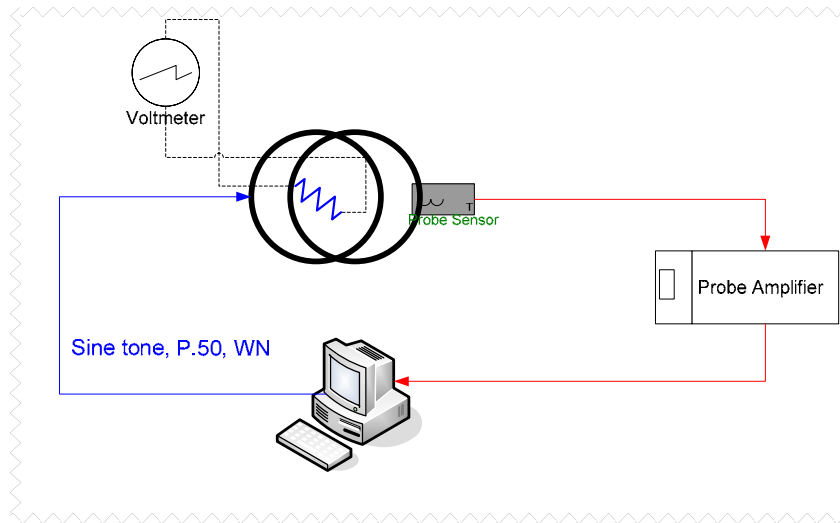 Voltmeter
T
Probe Sensor
Probe Amplifier
Sine tone, P.50, WN